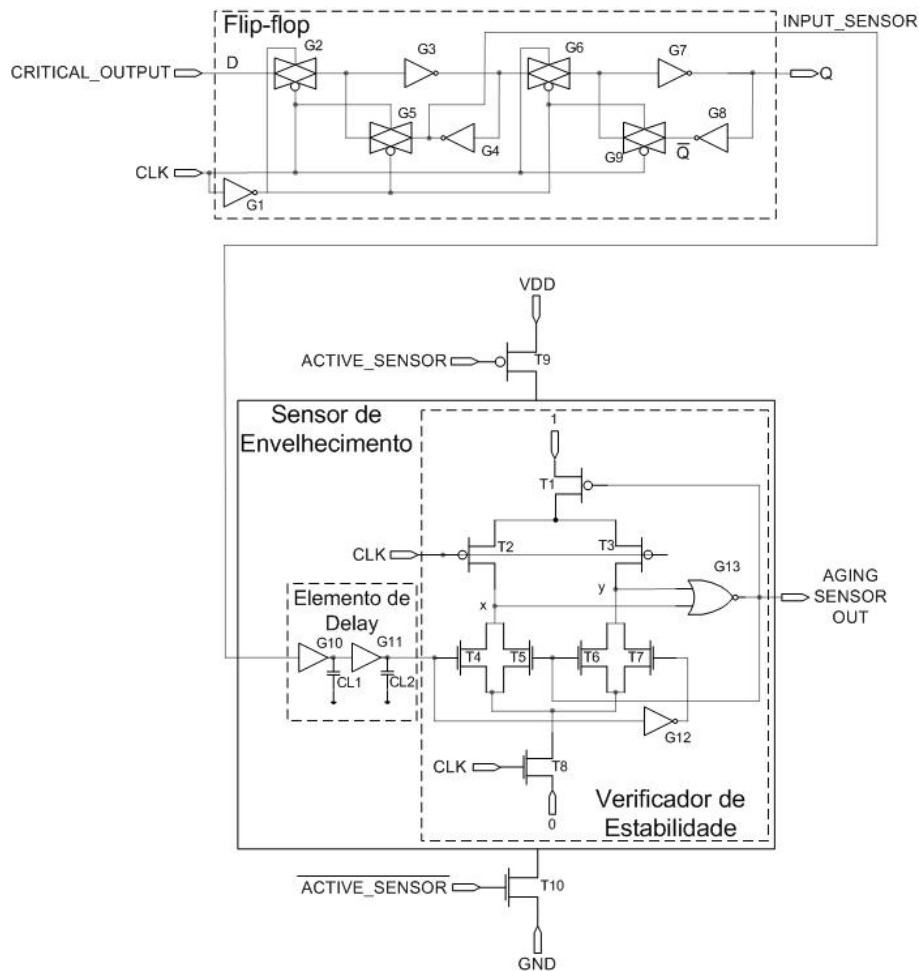 Flip-flop
INPUT_SENSOR
G2
G3
G6
G7
CRITICAL_OUTPUT
D
Q
G5
G4
G8
G9
Q̅
CLK
G1
VDD
ACTIVE_SENSOR
T9
Sensor de
Envelhecimento
1
T1
CLK
T2
T3
G13
AGING
SENSOR
OUT
x
y
Elemento de
Delay
G10
G11
CL1
CL2
T4
T5
T6
T7
G12
CLK
T8
0
Verificador de
Estabilidade
A̅C̅T̅I̅V̅E̅_̅S̅E̅N̅S̅O̅R̅
T10
GND